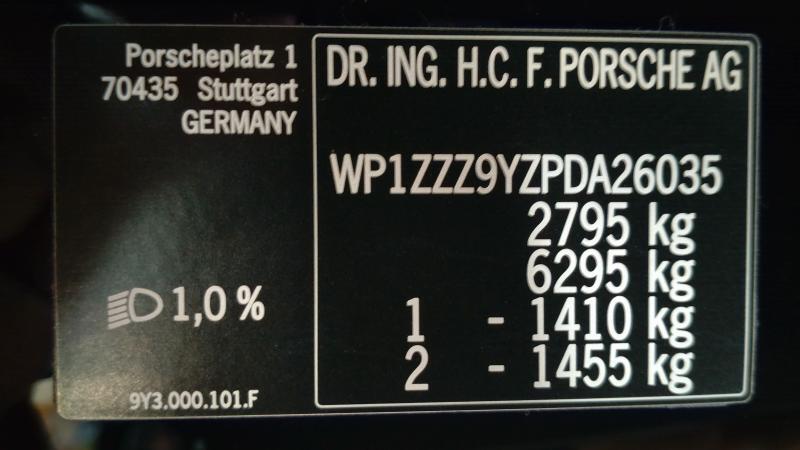 Porscheplatz 1
70435 Stuttgart
GERMANY
1,0 %
9Y3.000.101.F
DR. ING. H.C. F. PORSCHE AG
WP1ZZZ9YZPDA26035
2795 kg
6295 kg
1 - 1410 kg
2 - 1455 kg